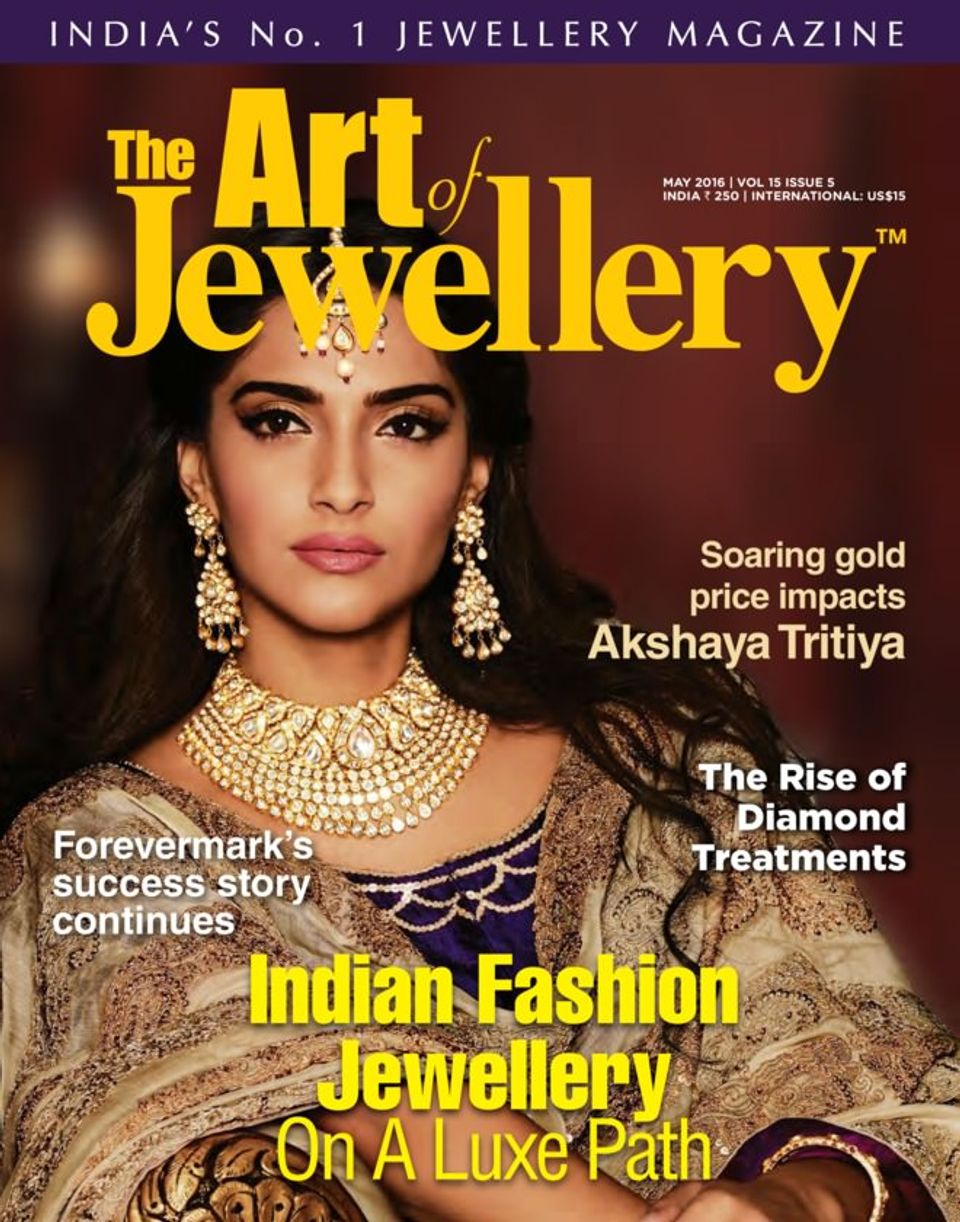 INDIA'S No. 1 JEWELLERY MAGAZINE
The Art of
Jewellery™
MAY 2016 | VOL 15 ISSUE 5
INDIA ₹ 250 | INTERNATIONAL: US$15
Soaring gold
price impacts
Akshaya Tritiya
The Rise of
Diamond
Treatments
Forevermark's
success story
continues
Indian Fashion
Jewellery
On A Luxe Path